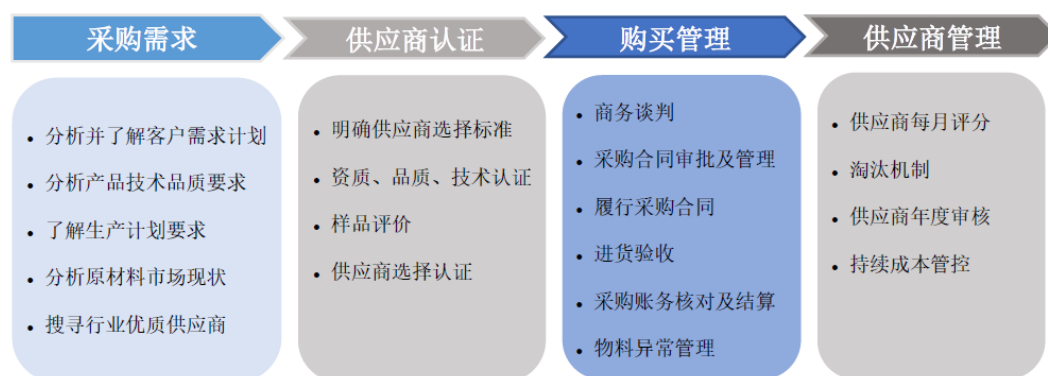 采购需求
供应商认证
购买管理
供应商管理
• 分析并了解客户需求计划
• 分析产品技术品质要求
• 了解生产计划要求
• 分析原材料市场现状
• 搜寻行业优质供应商
• 明确供应商选择标准
• 资质、品质、技术认证
• 样品评价
• 供应商选择认证
• 商务谈判
• 采购合同审批及管理
• 履行采购合同
• 进货验收
• 采购账务核对及结算
• 物料异常管理
• 供应商每月评分
• 淘汰机制
• 供应商年度审核
• 持续成本管控